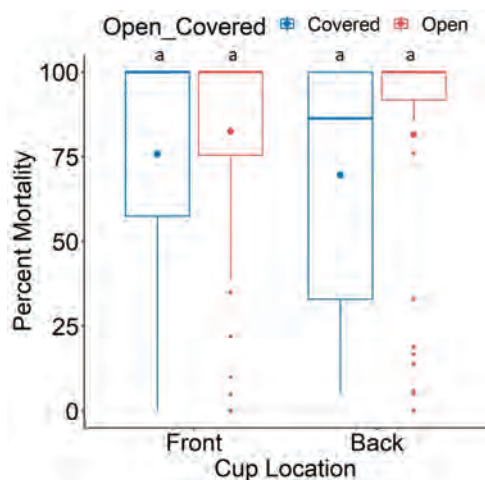 Open_Covered Covered Open
a a a a
100
75
50
25
0
Percent Mortality
Front Back
Cup Location